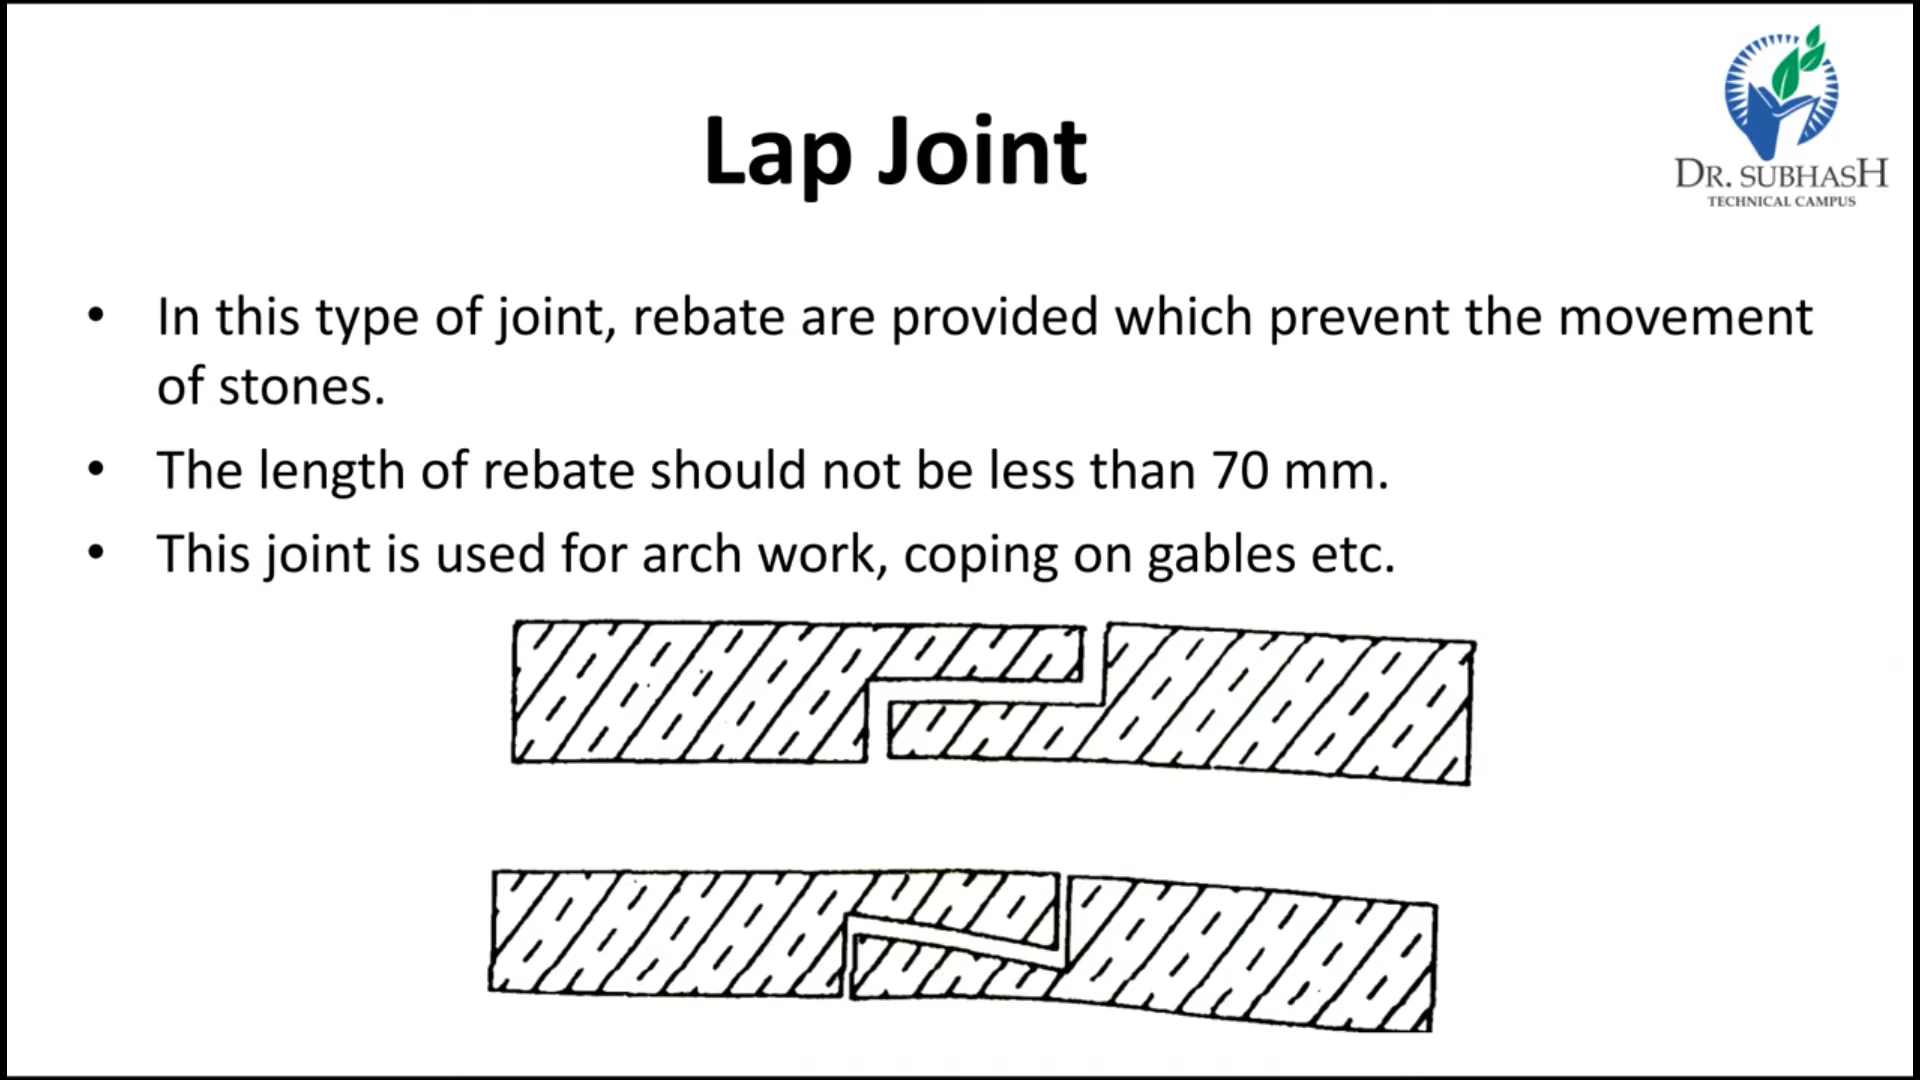 Lap Joint
DR. SUBHASH
TECHNICAL CAMPUS
• In this type of joint, rebate are provided which prevent the movement
of stones.
• The length of rebate should not be less than 70 mm.
• This joint is used for arch work, coping on gables etc.